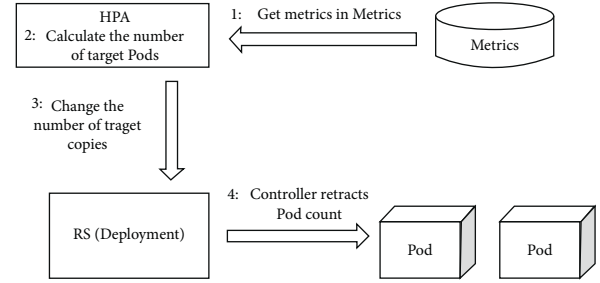 HPA
2: Calculate the number
of target Pods
1: Get metrics in Metrics
Metrics
3: Change the
number of traget
copies
RS (Deployment)
4: Controller retracts
Pod count
Pod
Pod